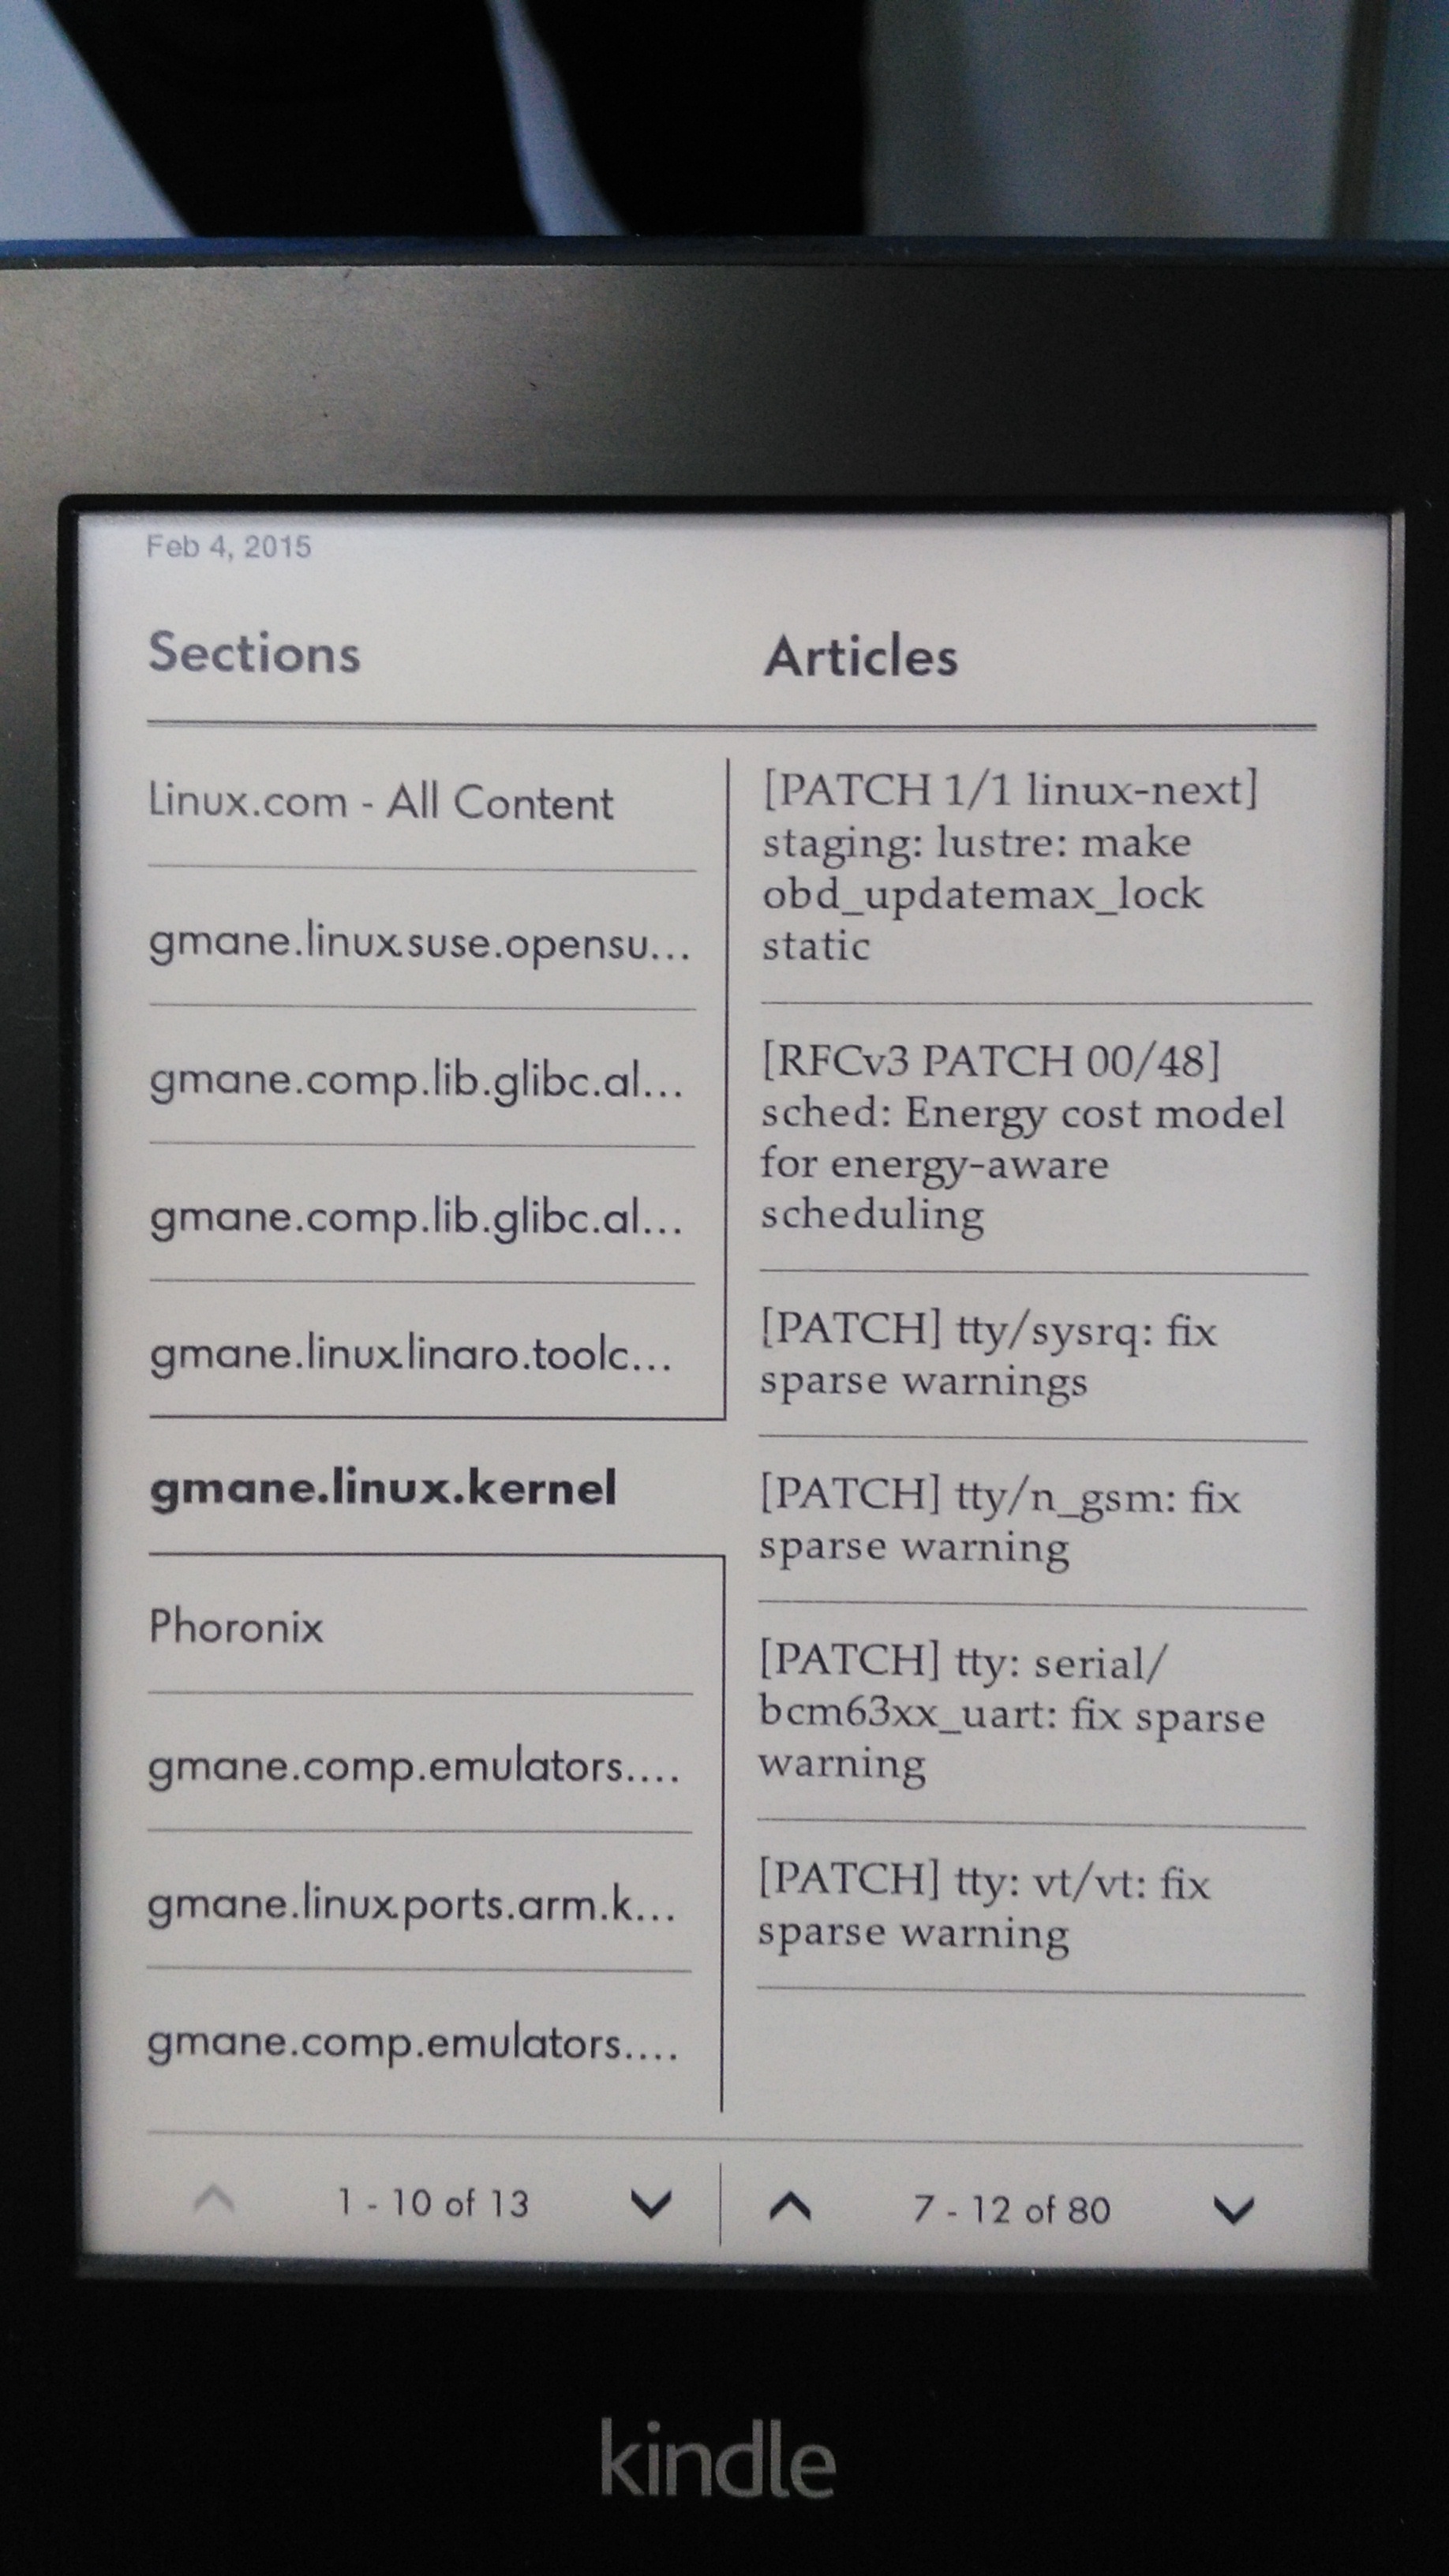 Feb 4, 2015
Sections
Linux.com - All Content
gmane.linux.suse.opensu...
gmane.comp.lib.glibc.al...
gmane.comp.lib.glibc.al...
gmane.linux.linaro.toolc...
gmane.linux.kernel
Phoronix
gmane.comp.emulators....
gmane.linux.ports.arm.k...
gmane.comp.emulators....
1 - 10 of 13
Articles
[PATCH 1/1 linux-next]
staging: lustre: make
obd_updatemax_lock
static
[RFCv3 PATCH 00/48]
sched: Energy cost model
for energy-aware
scheduling
[PATCH] tty/sysrq: fix
sparse warnings
[PATCH] tty/n_gsm: fix
sparse warning
[PATCH] tty: serial/
bcm63xx_uart: fix sparse
warning
[PATCH] tty: vt/vt: fix
sparse warning
7 - 12 of 80
kindle